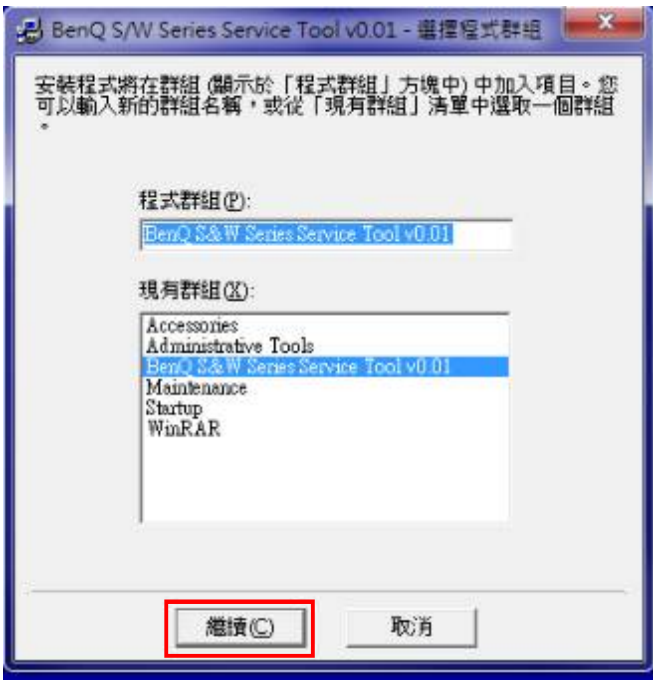 BenQ S/W Series Service Tool v0.01 - 選擇程式群組
安裝程式將在群組 (顯示於「程式群組」方塊中) 中加入項目。您
可以輸入新的群組名稱，或從「現有群組」清單中選取一個群組
。
程式群組(P):
BenQ S&W Series Service Tool v0.01
現有群組(X):
Accessories
Administrative Tools
BenQ S&W Series Service Tool v0.01
Maintenance
Startup
WinRAR
繼續(C)
取消